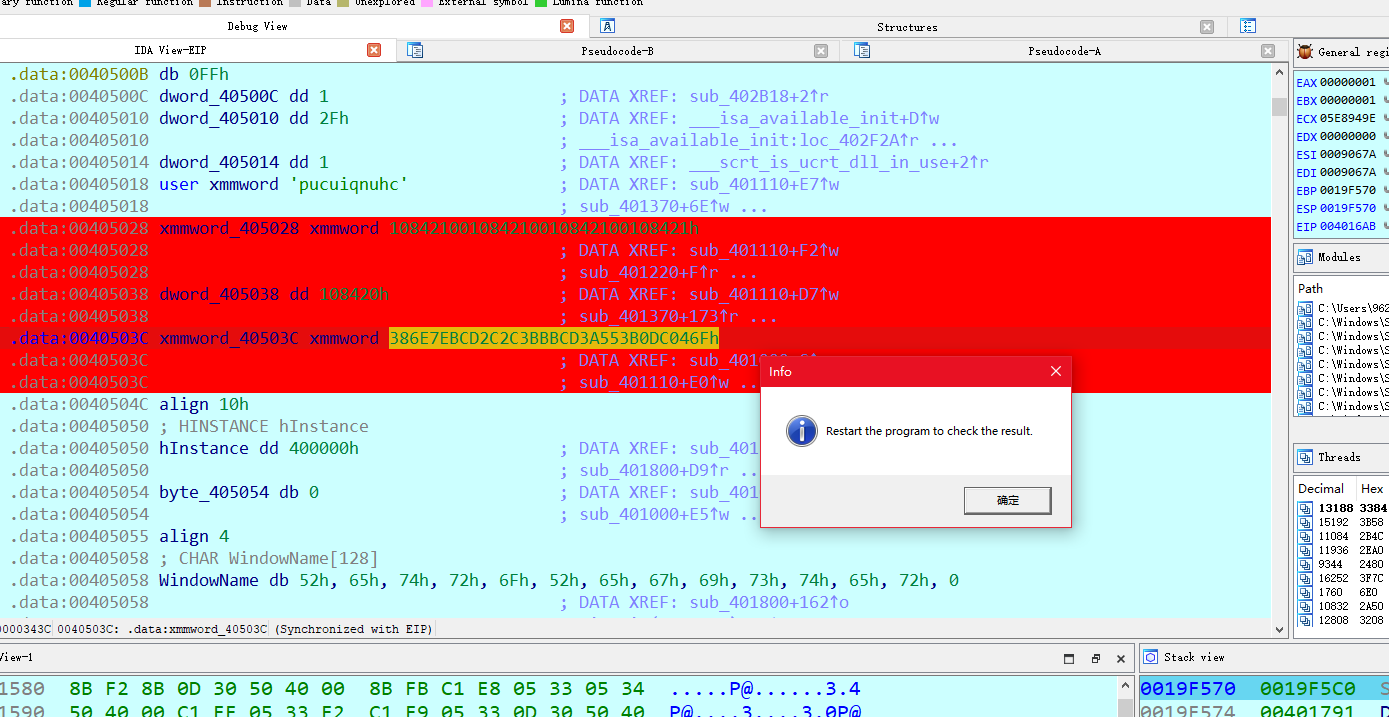 ary function Regular function Instruction Data Unexplored External symbol Lumina function
Debug View Structures
IDA View-EIP Pseudocode-B Pseudocode-A
.data:0040500B db 0FFh
.data:0040500C dword_40500C dd 1 ; DATA XREF: sub_402B18+2↑r
.data:00405010 dword_405010 dd 2Fh ; DATA XREF: ___isa_available_init+D↑w
.data:00405010 ; ___isa_available_init:loc_402F2A↑r ...
.data:00405014 dword_405014 dd 1 ; DATA XREF: ___scrt_is_ucrt_dll_in_use+2↑r
.data:00405018 user xmmword 'pucuiqnuhc' ; DATA XREF: sub_401110+E7↑w
.data:00405018 ; sub_401370+6E↑w ...
.data:00405028 xmmword_405028 xmmword 108421001084210010842100108421h
.data:00405028 ; DATA XREF: sub_401110+F2↑w
.data:00405028 ; sub_401220+F↑r ...
.data:00405038 dword_405038 dd 108420h ; DATA XREF: sub_401110+D7↑w
.data:00405038 ; sub_401370+173↑r ...
.data:0040503C xmmword_40503C xmmword 386E7EBCD2C2C3BBBCD3A553B0DC046Fh
.data:0040503C ; DATA XREF:
.data:0040503C ; sub_401110+E0↑w ..
.data:0040504C align 10h
.data:00405050 ; HINSTANCE hInstance
.data:00405050 hInstance dd 400000h ; DATA XREF: sub_401
.data:00405050 ; sub_401800+D9↑r ..
.data:00405054 byte_405054 db 0 ; DATA XREF: sub_401
.data:00405054 ; sub_401000+E5↑w ..
.data:00405055 align 4
.data:00405058 ; CHAR WindowName[128]
.data:00405058 WindowName db 52h, 65h, 74h, 72h, 6Fh, 52h, 65h, 67h, 69h, 73h, 74h, 65h, 72h, 0
.data:00405058 ; DATA XREF: sub_401800+162↑o
0000343C 0040503C: .data:xmmword_40503C (Synchronized with EIP)
Info
Restart the program to check the result.
确定
General regi
EAX 00000001
EBX 00000001
ECX 05E8949E
EDX 00000000
ESI 0009067A
EDI 0009067A
EBP 0019F570
ESP 0019F570
EIP 004016AB
Modules
Path
C:\Users\962
C:\Windows\S
C:\Windows\S
C:\Windows\S
C:\Windows\S
C:\Windows\S
C:\Windows\S
C:\Windows\S
Threads
Decimal Hex
13188 3384
15192 3B58
11084 2B4C
11936 2EA0
9344 2480
16252 3F7C
1760 6E0
10832 2A50
12808 3208
View-1
1580 8B F2 8B 0D 30 50 40 00 8B FB C1 E8 05 33 05 34 .....P@......3.4
1590 50 40 00 C1 EE 05 33 F2 C1 F9 05 33 0D 30 50 40 P@....3....3.0P@
Stack view
0019F570 0019F5C0 S
0019F574 00401791